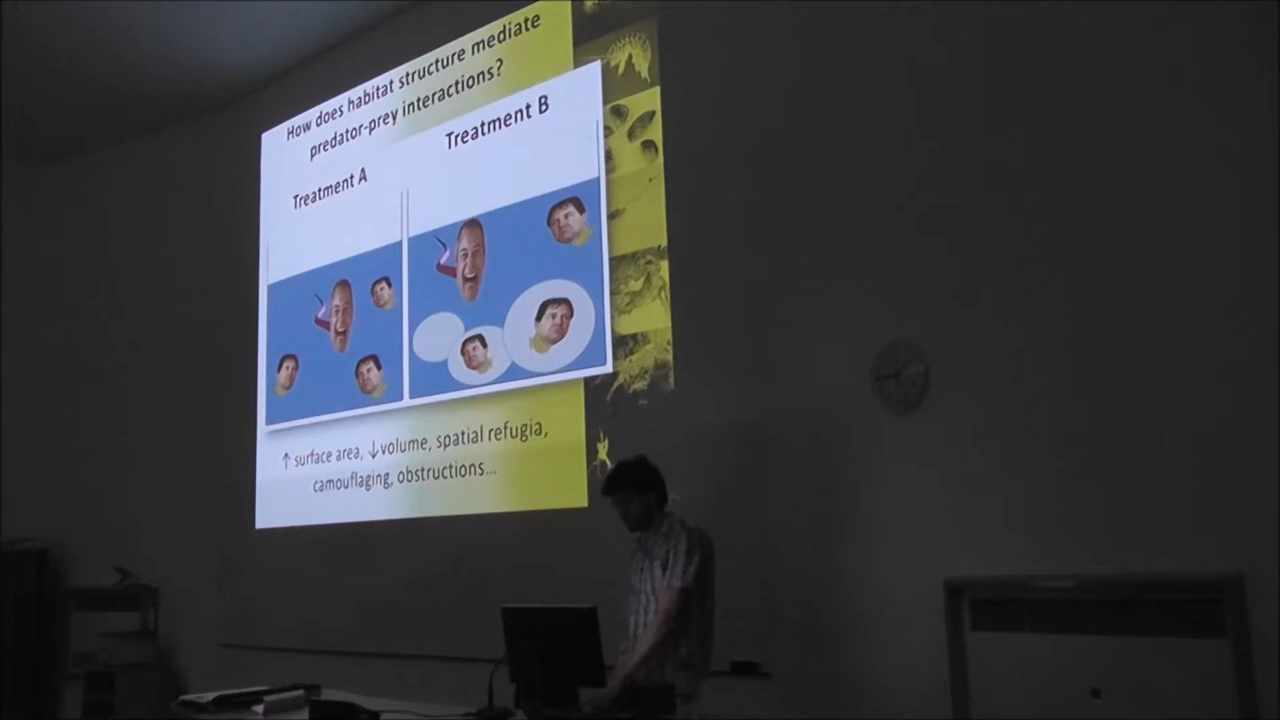 How does habitat structure mediate
predator-prey interactions?
Treatment A
Treatment B
↑ surface area, ↓volume, spatial refugia,
camouflaging, obstructions...